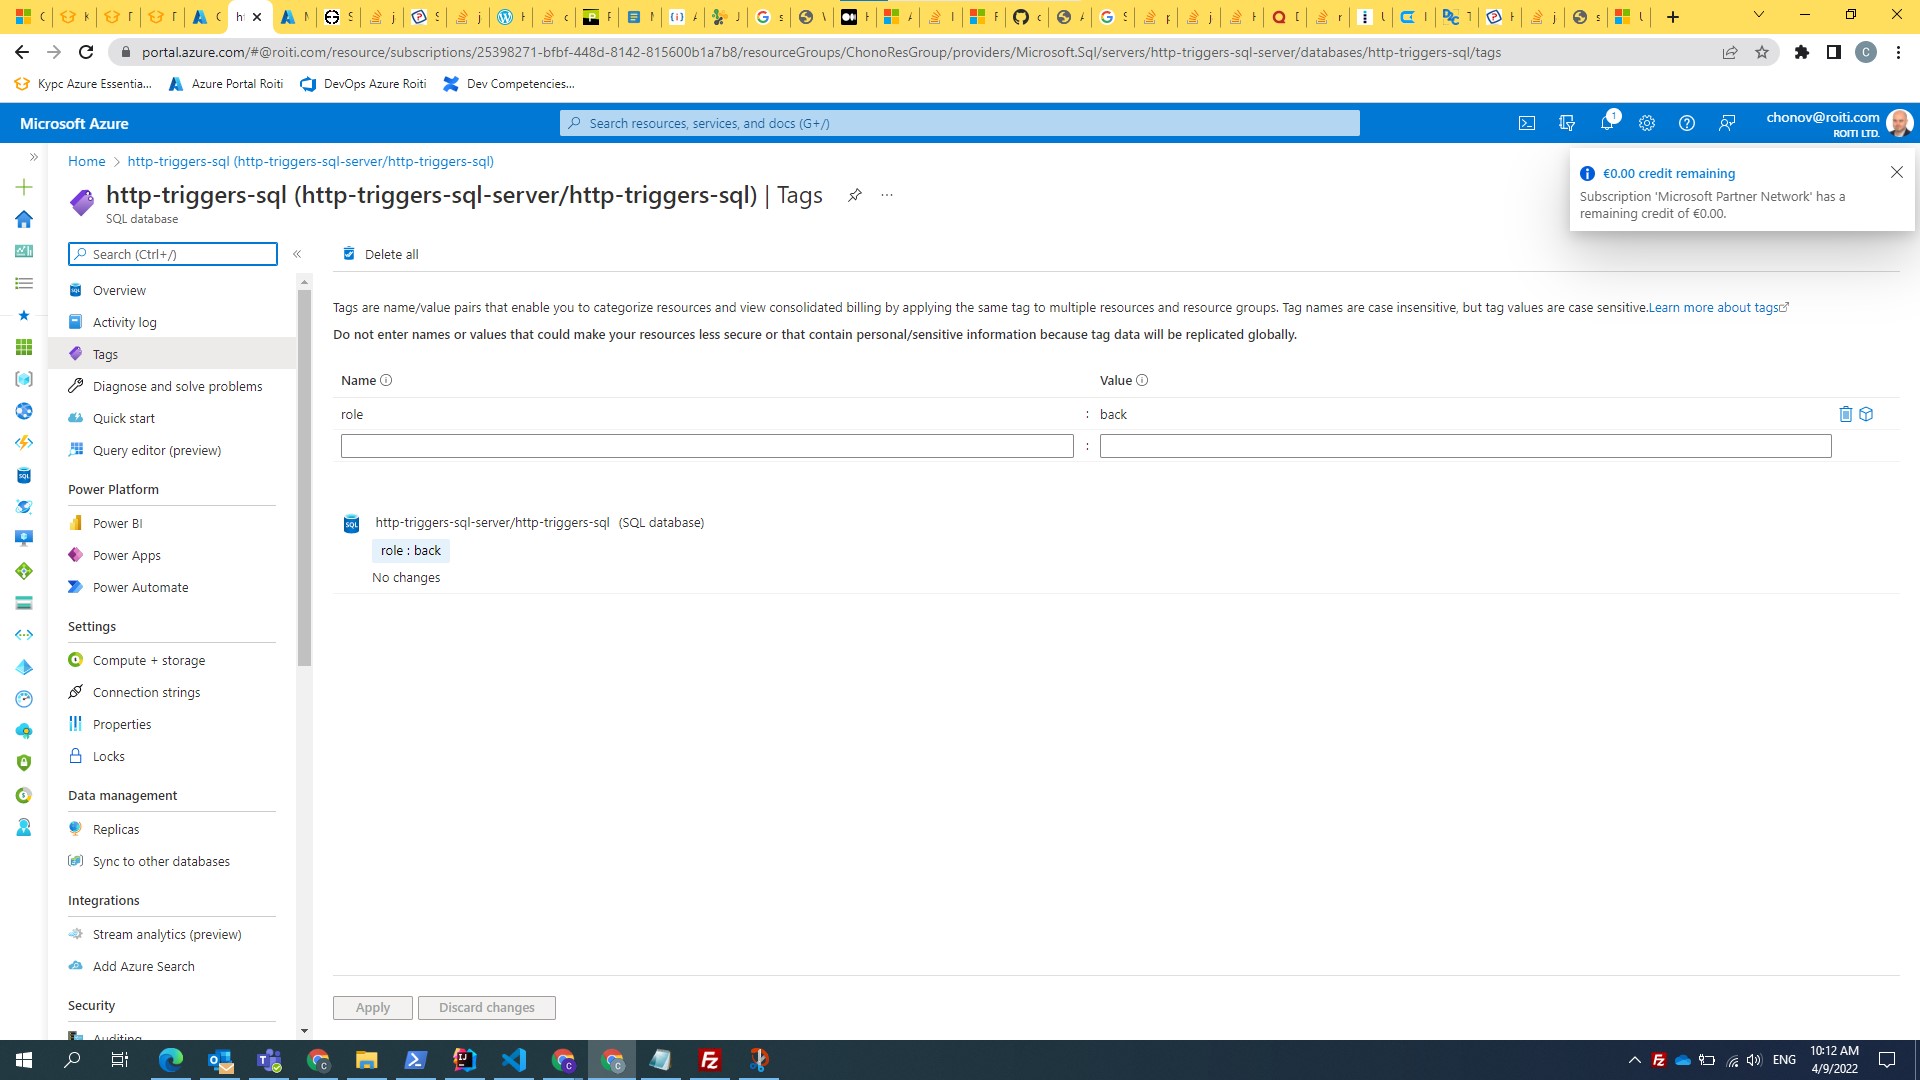 portal.azure.com/#@roiti.com/resource/subscriptions/25398271-bfbf-448d-8142-815600b1a7b8/resourceGroups/ChonoResGroup/providers/Microsoft.Sql/servers/http-triggers-sql-server/databases/http-triggers-sql/tags
C
Курс Azure Essentia...
Azure Portal Roiti
DevOps Azure Roiti
Dev Competencies...
Microsoft Azure
Search resources, services, and docs (G+/)
1
chonov@roiti.com
ROITI LTD.
Home > http-triggers-sql (http-triggers-sql-server/http-triggers-sql)
€0.00 credit remaining
Subscription 'Microsoft Partner Network' has a
remaining credit of €0.00.
http-triggers-sql (http-triggers-sql-server/http-triggers-sql) | Tags
SQL database
Search (Ctrl+/)
Overview
Activity log
Tags
Diagnose and solve problems
Quick start
Query editor (preview)
Power Platform
Power BI
Power Apps
Power Automate
Settings
Compute + storage
Connection strings
Properties
Locks
Data management
Replicas
Sync to other databases
Integrations
Stream analytics (preview)
Add Azure Search
Security
Auditing
Delete all
Tags are name/value pairs that enable you to categorize resources and view consolidated billing by applying the same tag to multiple resources and resource groups. Tag names are case insensitive, but tag values are case sensitive.Learn more about tags
Do not enter names or values that could make your resources less secure or that contain personal/sensitive information because tag data will be replicated globally.
Name
Value
role : back
:
http-triggers-sql-server/http-triggers-sql (SQL database)
role : back
No changes
Apply
Discard changes
ENG
10:12 AM
4/9/2022